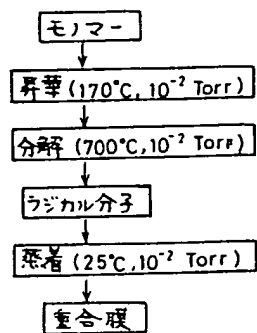 モノマー
昇華 (170°C, 10⁻² Torr)
分解 (700°C, 10⁻² Torr)
ラジカル分子
蒸着 (25°C, 10⁻² Torr)
重合膜